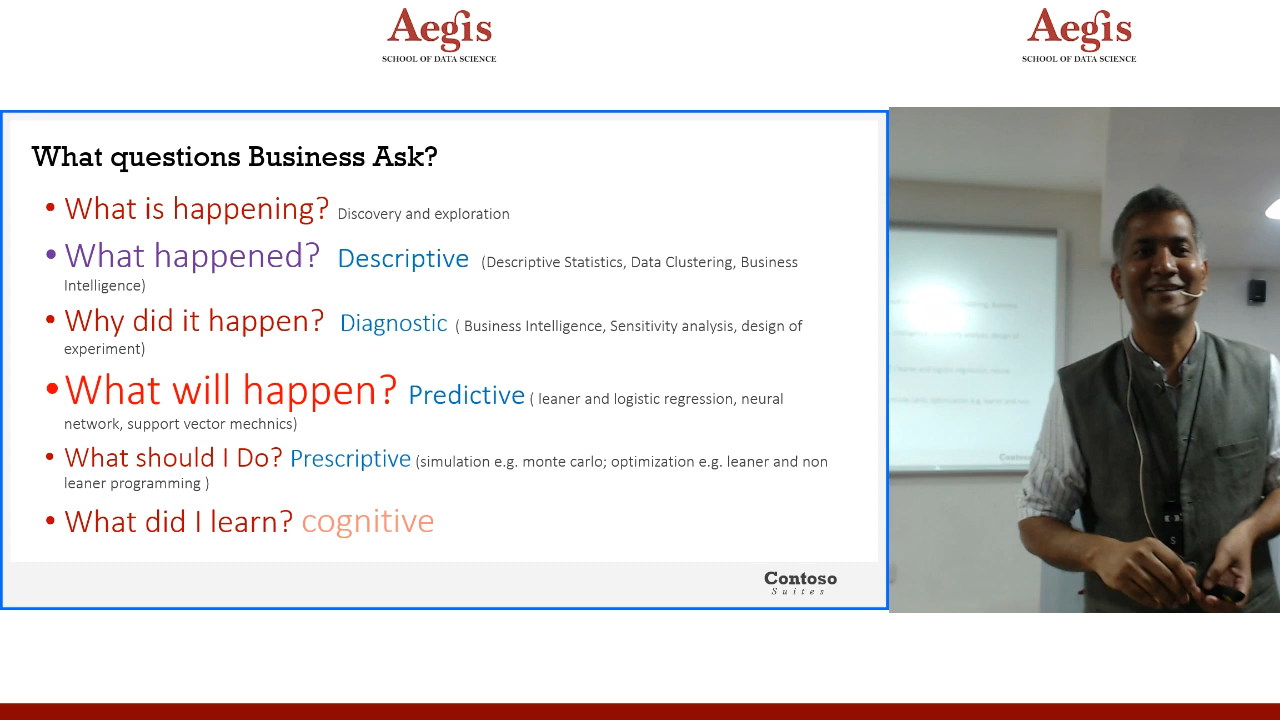 Aegis
SCHOOL OF DATA SCIENCE
Aegis
SCHOOL OF DATA SCIENCE
What questions Business Ask?
• What is happening? Discovery and exploration
• What happened? Descriptive (Descriptive Statistics, Data Clustering, Business
Intelligence)
• Why did it happen? Diagnostic ( Business Intelligence, Sensitivity analysis, design of
experiment)
• What will happen? Predictive ( leaner and logistic regression, neural
network, support vector mechnics)
• What should I Do? Prescriptive (simulation e.g. monte carlo; optimization e.g. leaner and non
leaner programming )
• What did I learn? cognitive
Contoso
Suites